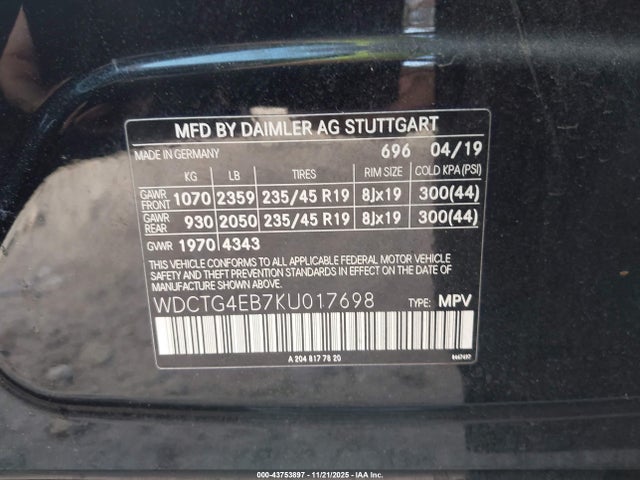 MFD BY DAIMLER AG STUTTGART
MADE IN GERMANY 696 04/19
KG LB TIRES RIM SIZE COLD KPA(PSI)
GAWR FRONT 1070 2359 235/45 R19 8Jx19 300(44)
GAWR REAR 930 2050 235/45 R19 8Jx19 300(44)
GVWR 1970 4343
THIS VEHICLE CONFORMS TO ALL APPLICABLE FEDERAL MOTOR VEHICLE
SAFETY, BUMPER, AND THEFT PREVENTION
STANDARDS IN EFFECT ON THE DATE OF
MANUFACTURE SHOWN ABOVE.
WDCTG4EB7KU017698 TYPE: MPV
A 204 817 78 20
000-43753897 - 11/21/2025 - IAA Inc.